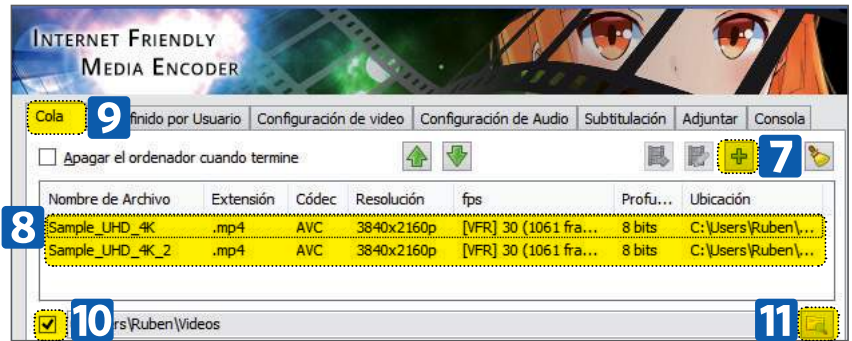 INTERNET FRIENDLY
MEDIA ENCODER
Cola 9 finido por Usuario Configuración de video Configuración de Audio Subtitulación Adjuntar Consola
Apagar el ordenador cuando termine 7
Nombre de Archivo Extensión Códec Resolución fps Profu... Ubicación
8 Sample_UHD_4K .mp4 AVC 3840x2160p [VFR] 30 (1061 fra... 8 bits C:\Users\Ruben\...
Sample_UHD_4K_2 .mp4 AVC 3840x2160p [VFR] 30 (1061 fra... 8 bits C:\Users\Ruben\...
10 rs\Ruben\Videos 11